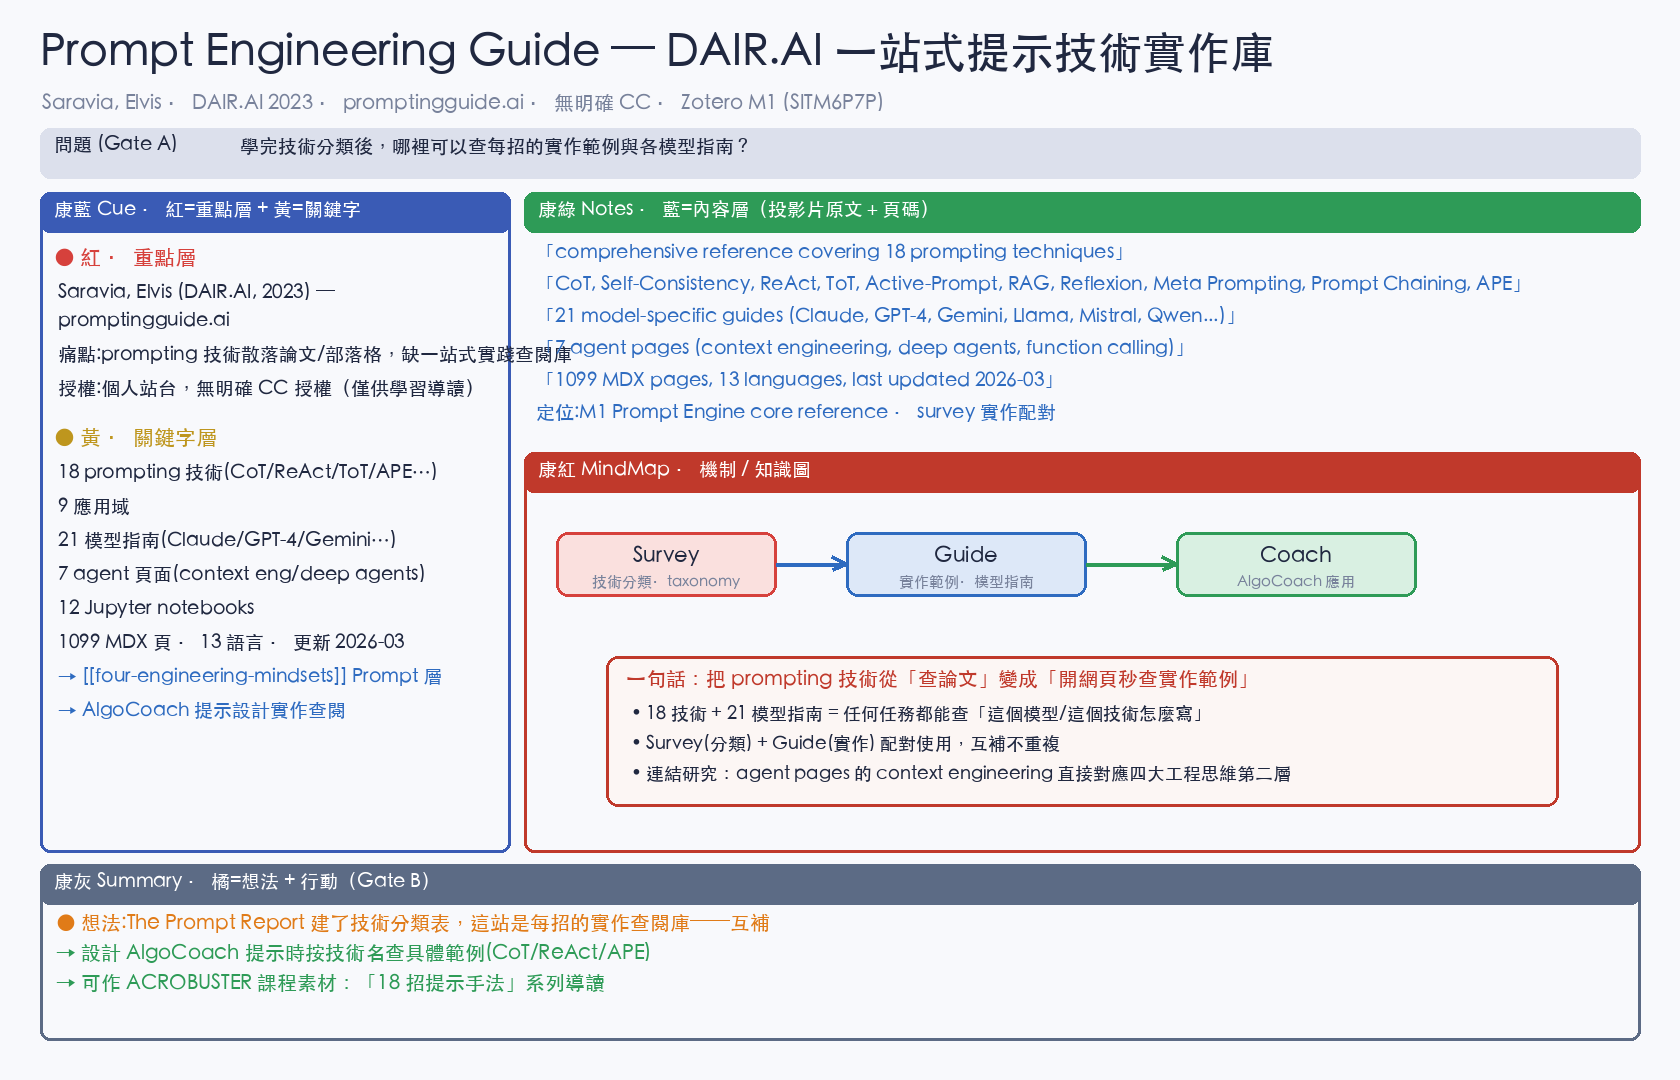 Prompt Engineering Guide — DAIR.AI 一站式提示技術實作庫
Saravia, Elvis · DAIR.AI 2023 · promptingguide.ai · 無明確 CC · Zotero M1 (SITM6P7P)
問題 (Gate A) 學完技術分類後，哪裡可以查每招的實作範例與各模型指南？
康藍 Cue · 紅=重點層 + 黃=關鍵字
紅 · 重點層
Saravia, Elvis (DAIR.AI, 2023) —
promptingguide.ai
痛點:prompting 技術散落論文/部落格，缺一站式實踐查閱庫
授權:個人站台，無明確 CC 授權（僅供學習導讀）
黃 · 關鍵字層
18 prompting 技術(CoT/ReAct/ToT/APE⋯)
9 應用域
21 模型指南(Claude/GPT-4/Gemini⋯)
7 agent 頁面(context eng/deep agents)
12 Jupyter notebooks
1099 MDX 頁 · 13 語言 · 更新 2026-03
→ [[four-engineering-mindsets]] Prompt 層
→ AlgoCoach 提示設計實作查閱
康綠 Notes · 藍=內容層（投影片原文 + 頁碼）
「comprehensive reference covering 18 prompting techniques」
「CoT, Self-Consistency, ReAct, ToT, Active-Prompt, RAG, Reflexion, Meta Prompting, Prompt Chaining, APE」
「21 model-specific guides (Claude, GPT-4, Gemini, Llama, Mistral, Qwen...)」
「7 agent pages (context engineering, deep agents, function calling)」
「1099 MDX pages, 13 languages, last updated 2026-03」
定位:M1 Prompt Engine core reference · survey 實作配對
康紅 MindMap · 機制 / 知識圖
Survey
技術分類 · taxonomy
Guide
實作範例 · 模型指南
Coach
AlgoCoach 應用
一句話：把 prompting 技術從「查論文」變成「開網頁秒查實作範例」
• 18 技術 + 21 模型指南 = 任何任務都能查「這個模型/這個技術怎麼寫」
• Survey(分類) + Guide(實作) 配對使用，互補不重複
• 連結研究：agent pages 的 context engineering 直接對應四大工程思維第二層
康灰 Summary · 橘=想法 + 行動（Gate B）
想法:The Prompt Report 建了技術分類表，這站是每招的實作查閱庫——互補
→ 設計 AlgoCoach 提示時按技術名查具體範例(CoT/ReAct/APE)
→ 可作 ACROBUSTER 課程素材：「18 招提示手法」系列導讀